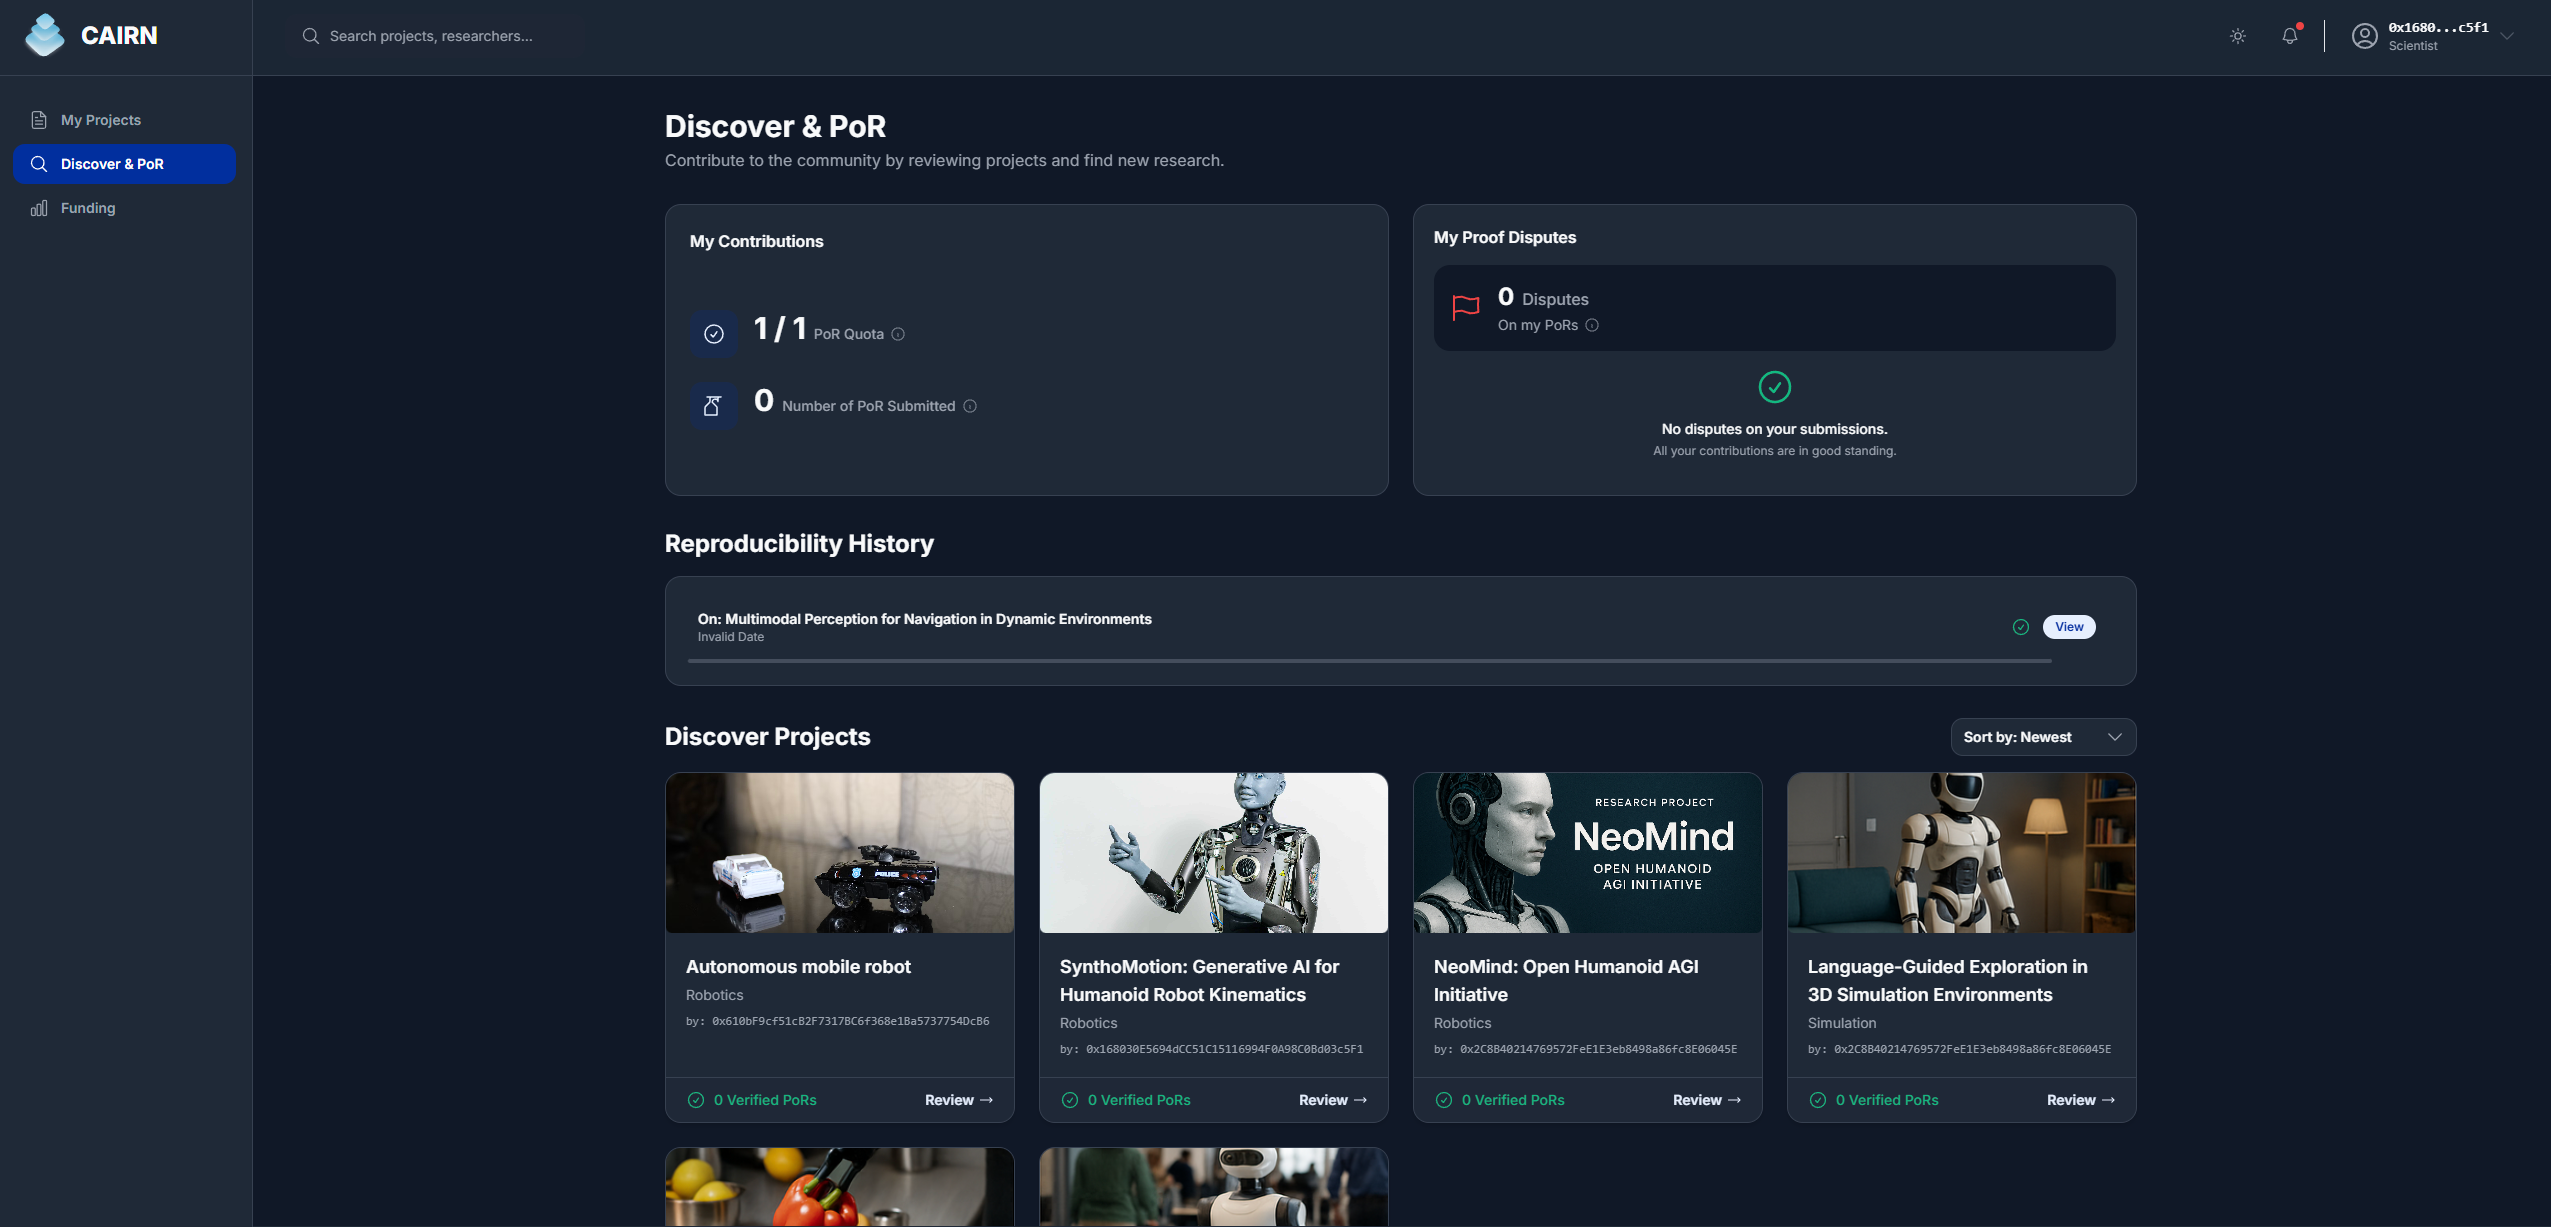 CAIRN
Search projects, researchers...
0x1680...c5f1
Scientist
My Projects
Discover & PoR
Funding
Discover & PoR
Contribute to the community by reviewing projects and find new research.
My Contributions
1 / 1 PoR Quota
0 Number of PoR Submitted
My Proof Disputes
0 Disputes
On my PoRs
No disputes on your submissions.
All your contributions are in good standing.
Reproducibility History
On: Multimodal Perception for Navigation in Dynamic Environments
Invalid Date
View
Discover Projects
Sort by: Newest
POLICE
Autonomous mobile robot
Robotics
by: 0x610bF9cf51cB2F7317BC6f368e1Ba5737754DcB6
0 Verified PoRs
Review →
SynthoMotion: Generative AI for
Humanoid Robot Kinematics
Robotics
by: 0x168030E5694dCC51C15116994F0A98C0Bd03c5F1
0 Verified PoRs
Review →
RESEARCH PROJECT
NeoMind
OPEN HUMANOID
AGI INITIATIVE
NeoMind: Open Humanoid AGI
Initiative
Robotics
by: 0x2C8B40214769572FeE1E3eb8498a86fc8E06045E
0 Verified PoRs
Review →
Language-Guided Exploration in
3D Simulation Environments
Simulation
by: 0x2C8B40214769572FeE1E3eb8498a86fc8E06045E
0 Verified PoRs
Review →